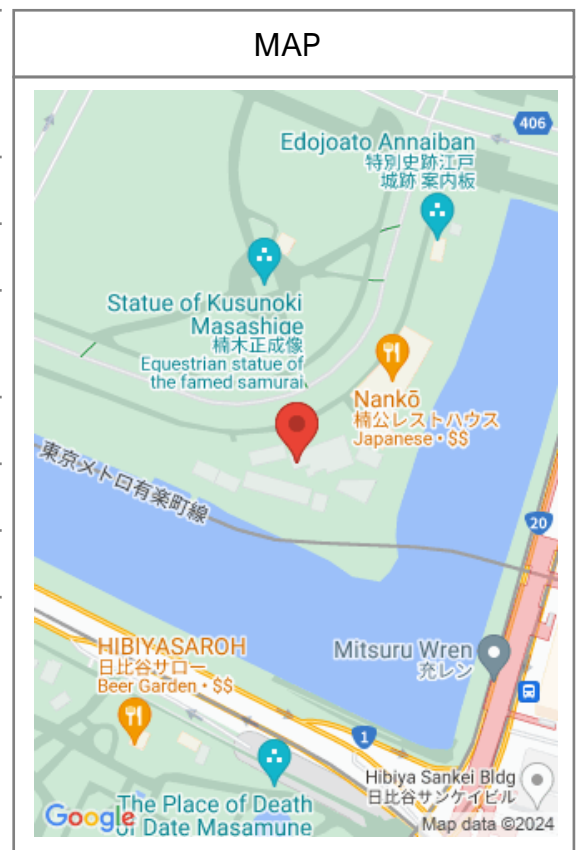 MAP
406
Edojoato Annaiban
特別史跡江戸
城跡 案内板
Statue of Kusunoki
Masashige
楠木正成像
Equestrian statue of
the famed samurai.
Nankō
楠公レストハウス
Japanese • $$
東京メトロ有楽町線
20
HIBIYASAROH
日比谷サロー
Beer Garden • $$
Mitsuru Wren
充レン
1
Hibiya Sankei Bldg
日比谷サンケイビル
The Place of Death
of Date Masamune
Google
Map data ©2024